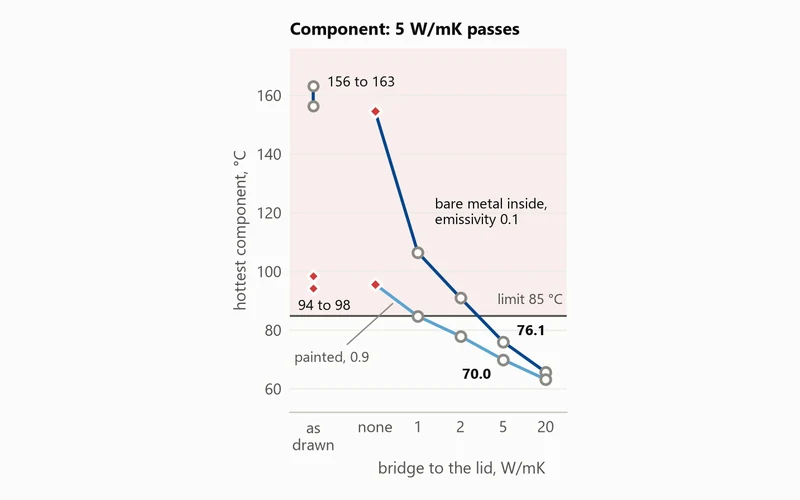 Component: 5 W/mK passes
hottest component, °C
160
140
120
100
80
60
156 to 163
bare metal inside,
emissivity 0.1
limit 85 °C
94 to 98
76.1
painted, 0.9
70.0
as
drawn
none
1
2
5
20
bridge to the lid, W/mK